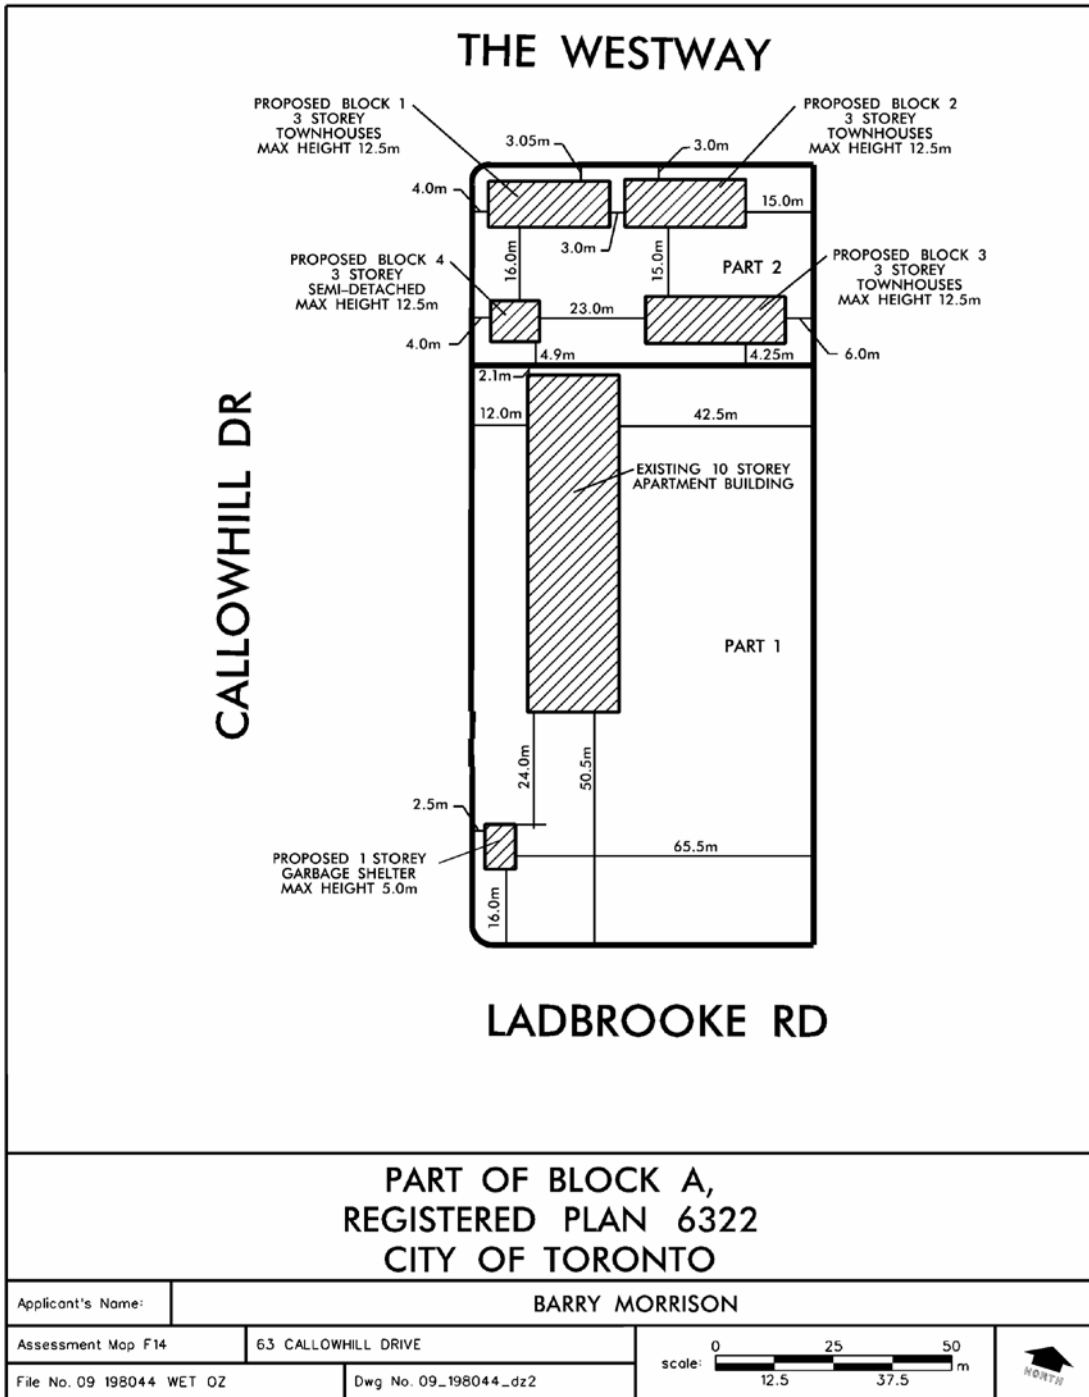 THE WESTWAY
PROPOSED BLOCK 1
3 STOREY
TOWNHOUSES
MAX HEIGHT 12.5m
PROPOSED BLOCK 2
3 STOREY
TOWNHOUSES
MAX HEIGHT 12.5m
3.05m
3.0m
4.0m
15.0m
3.0m
16.0m
15.0m
PART 2
PROPOSED BLOCK 4
3 STOREY
SEMI-DETACHED
MAX HEIGHT 12.5m
PROPOSED BLOCK 3
3 STOREY
TOWNHOUSES
MAX HEIGHT 12.5m
23.0m
4.0m
4.9m
4.25m
6.0m
2.1m
12.0m
42.5m
CALLOWHILL DR
EXISTING 10 STOREY
APARTMENT BUILDING
PART 1
24.0m
50.5m
2.5m
65.5m
PROPOSED 1 STOREY
GARBAGE SHELTER
MAX HEIGHT 5.0m
16.0m
LADBROOKE RD
PART OF BLOCK A,
REGISTERED PLAN 6322
CITY OF TORONTO
Applicant's Name:
BARRY MORRISON
Assessment Map F14
63 CALLOWHILL DRIVE
File No. 09 198044 WET OZ
Dwg No. 09_198044_dz2
scale:
0 25 50
m
12.5 37.5
NORTH